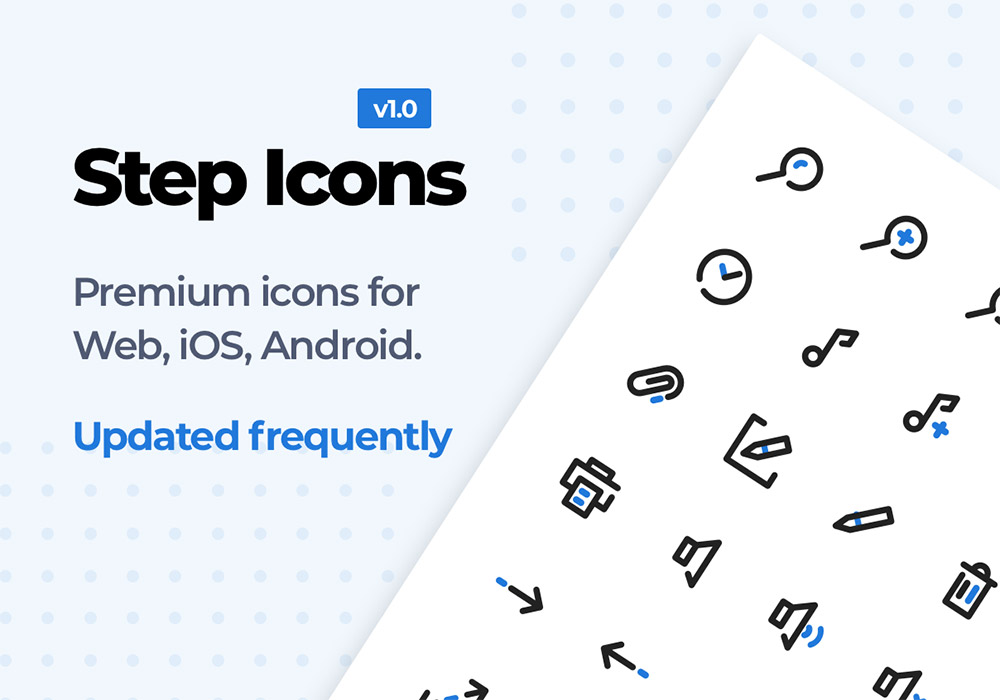 v1.0
Step Icons
Premium icons for
Web, iOS, Android.
Updated frequently